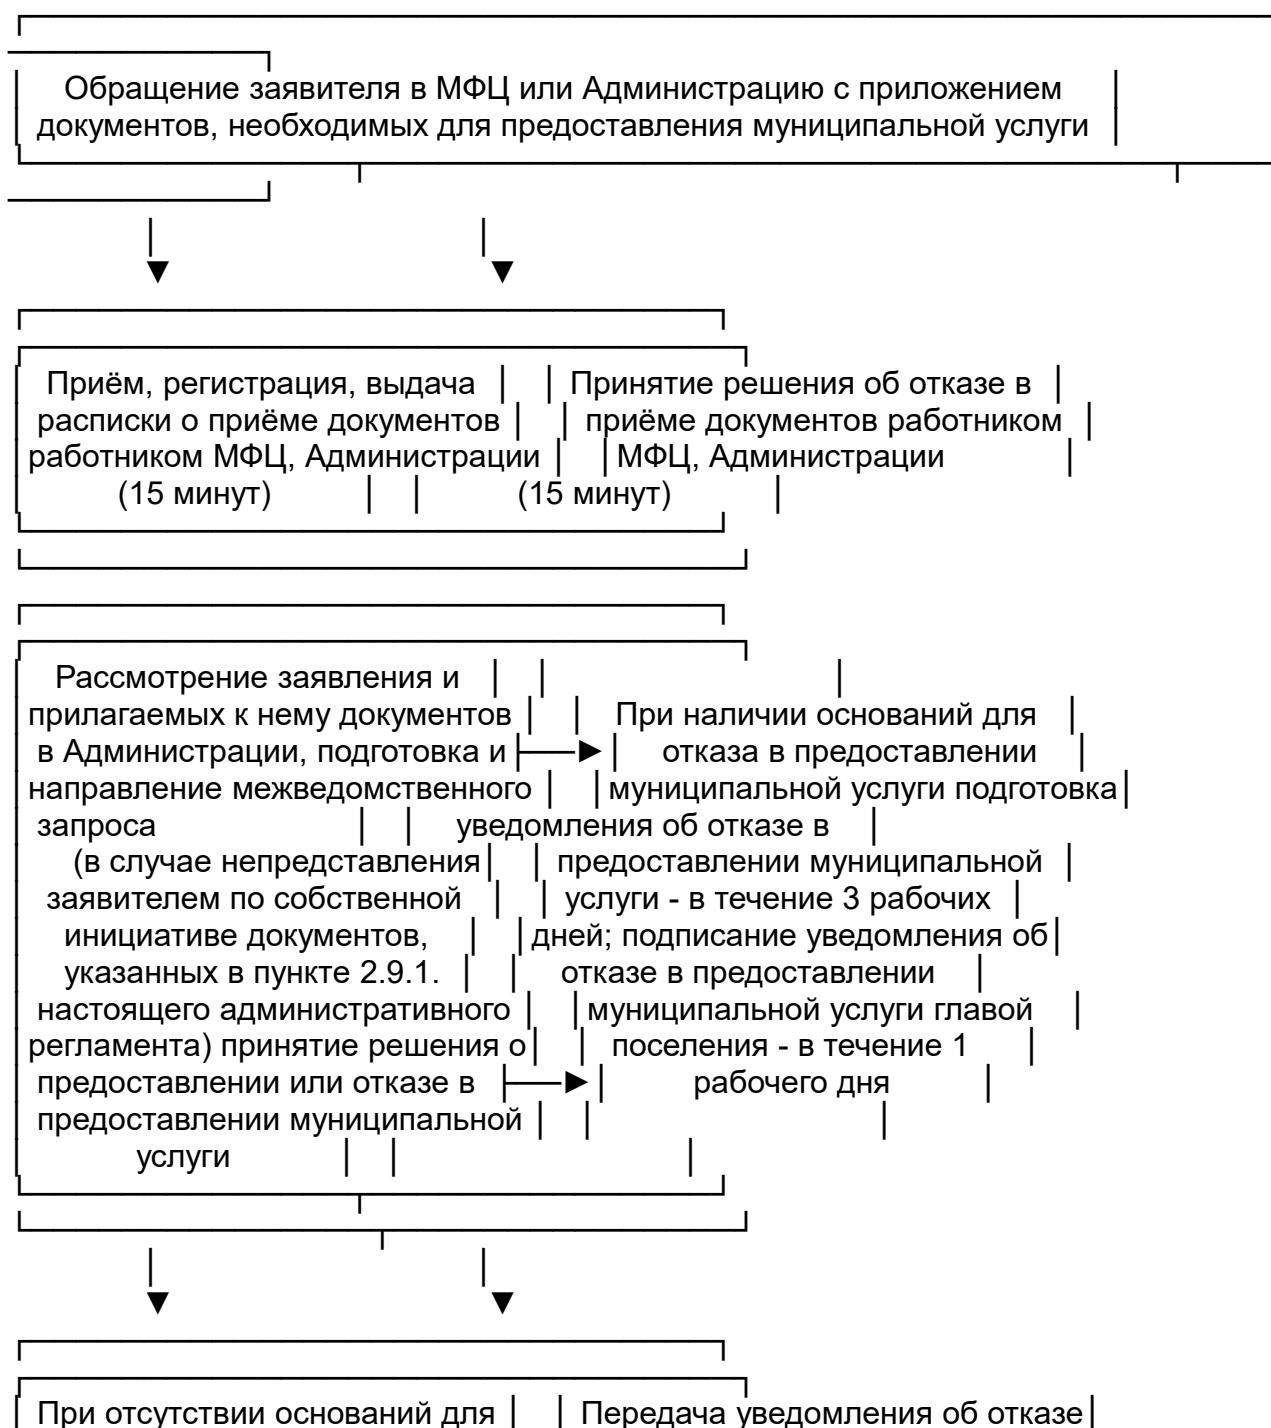 Обращение заявителя в МФЦ или Администрацию с приложением
документов, необходимых для предоставления муниципальной услуги
Приём, регистрация, выдача Принятие решения об отказе в
расписки о приёме документов приёме документов работником
работником МФЦ, Администрации МФЦ, Администрации
(15 минут) (15 минут)
Рассмотрение заявления и
прилагаемых к нему документов При наличии оснований для
в Администрации, подготовка и отказа в предоставлении
направление межведомственного муниципальной услуги подготовка
запроса уведомления об отказе в
(в случае непредставления предоставлении муниципальной
заявителем по собственной услуги - в течение 3 рабочих
инициативе документов, дней; подписание уведомления об
указанных в пункте 2.9.1. отказе в предоставлении
настоящего административного муниципальной услуги главой
регламента) принятие решения о поселения - в течение 1
предоставлении или отказе в рабочего дня
предоставлении муниципальной
услуги
При отсутствии оснований для Передача уведомления об отказе